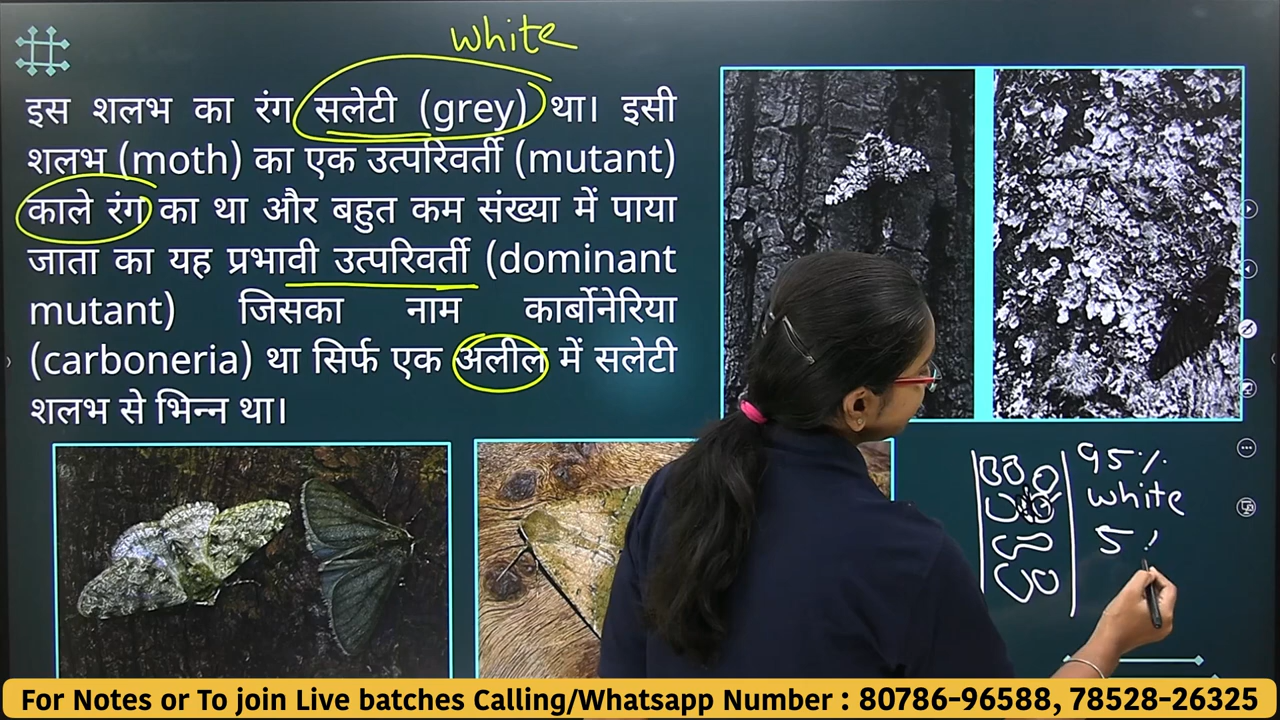 white
इस शलभ का रंग सलेटी (grey) था। इसी
शलभ (moth) का एक उत्परिवर्ती (mutant)
काले रंग का था और बहुत कम संख्या में पाया
जाता का यह प्रभावी उत्परिवर्ती (dominant
mutant) जिसका नाम कार्बोनेरिया
(carboneria) था सिर्फ एक अलील में सलेटी
शलभ से भिन्न था।
95%
white
5%
For Notes or To join Live batches Calling/Whatsapp Number : 80786-96588, 78528-26325